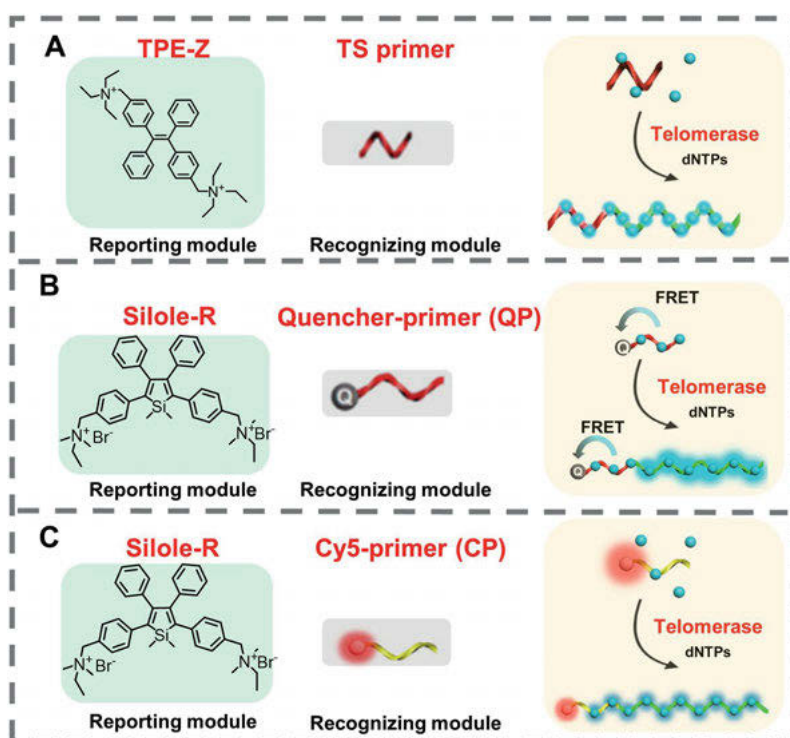 A
TPE-Z
TS primer
N+
N+
Telomerase
dNTPs
Reporting module
Recognizing module
B
Silole-R
Quencher-primer (QP)
FRET
Q
Q
Si
N+Br-
N+Br-
Telomerase
dNTPs
FRET
Q
Reporting module
Recognizing module
C
Silole-R
Cy5-primer (CP)
Si
N+Br-
N+Br-
Telomerase
dNTPs
Reporting module
Recognizing module